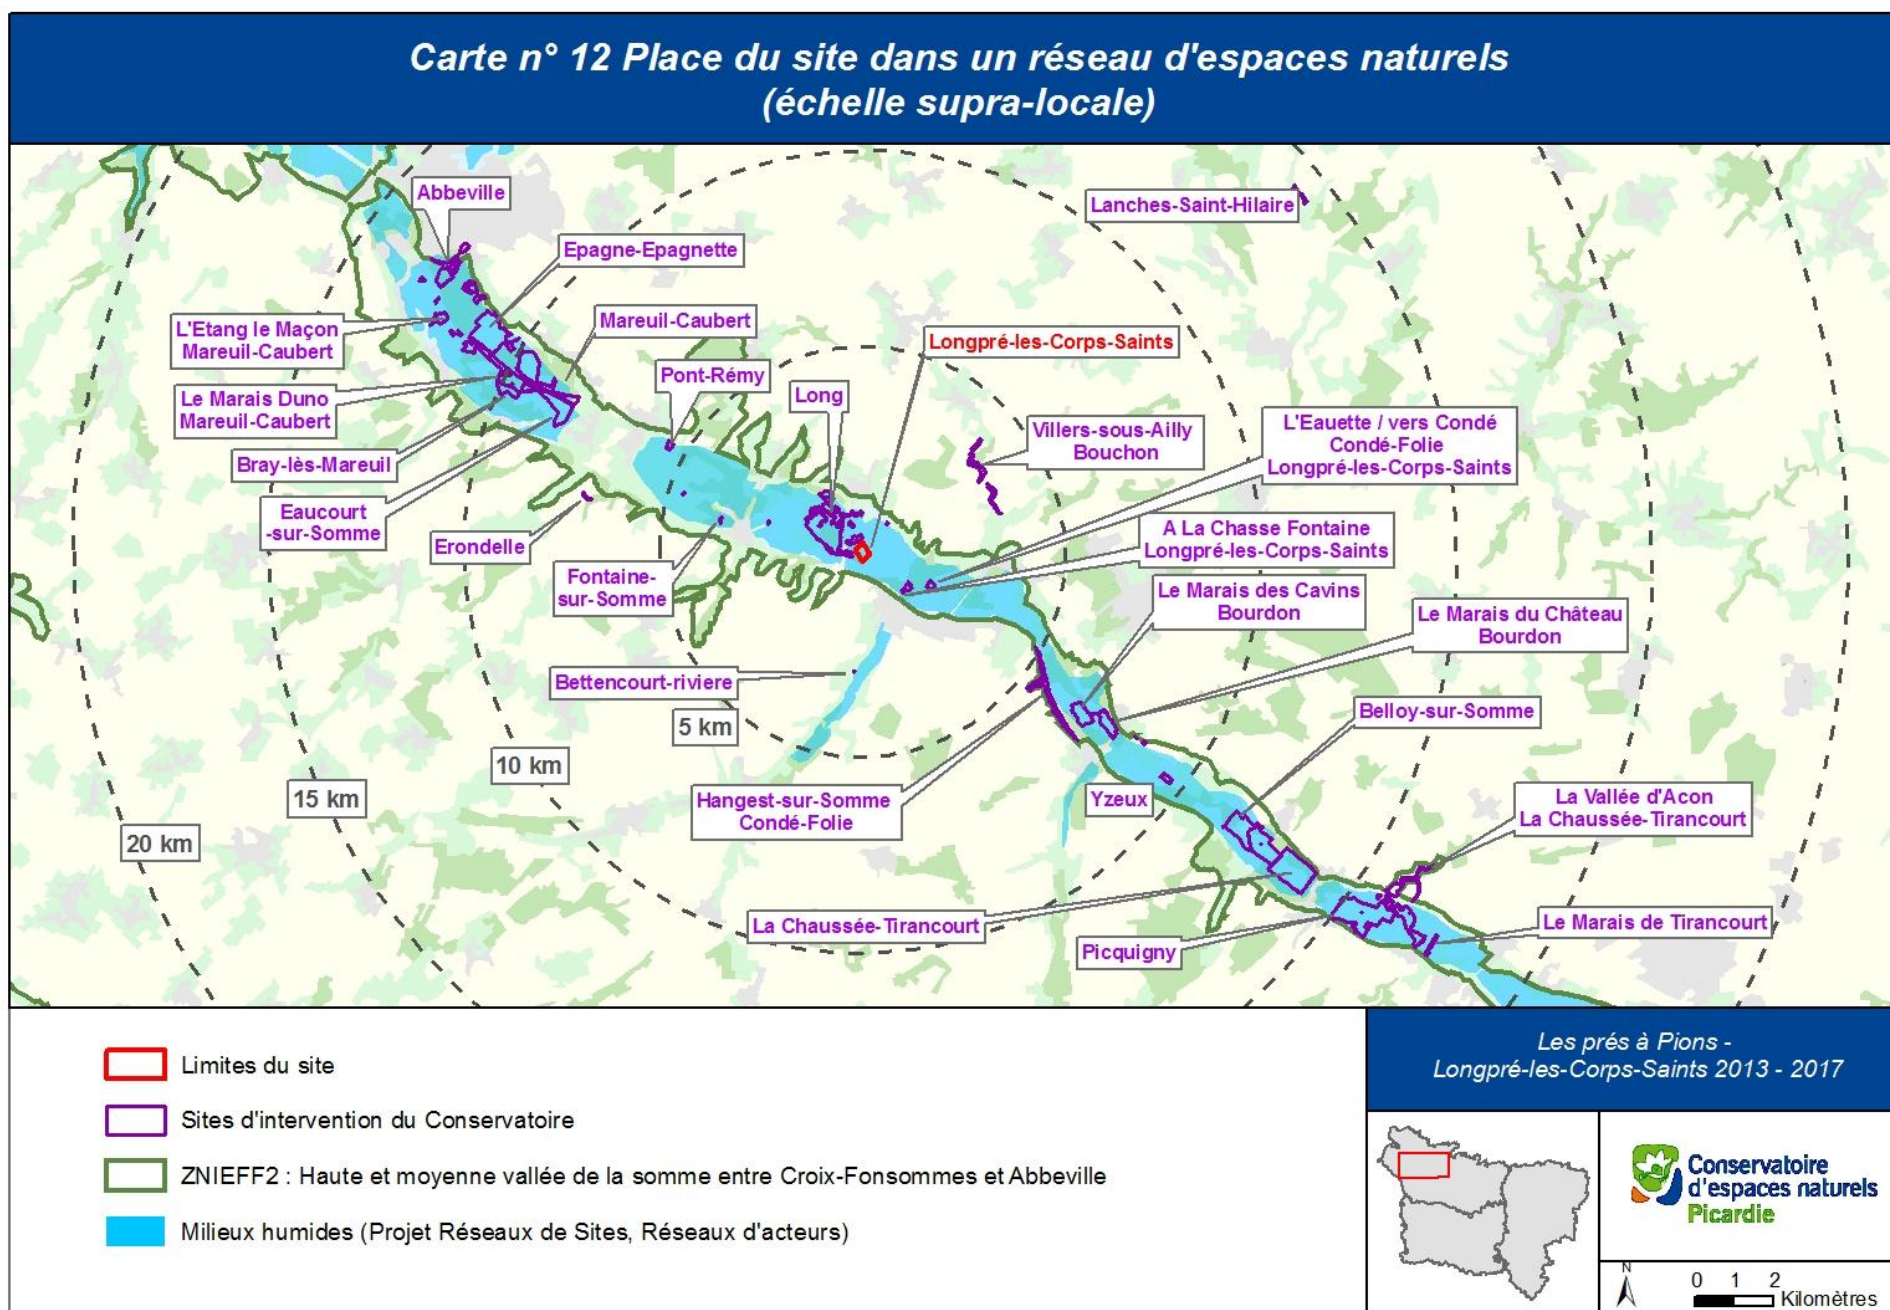 Carte n° 12 Place du site dans un réseau d'espaces naturels
(échelle supra-locale)
Abbeville
Lanches-Saint-Hilaire
Epagne-Epagnette
L'Etang le Maçon
Mareuil-Caubert
Mareuil-Caubert
Longpré-les-Corps-Saints
Pont-Rémy
Le Marais Duno
Mareuil-Caubert
Long
L'Eauette / vers Condé
Condé-Folie
Longpré-les-Corps-Saints
Villers-sous-Ailly
Bouchon
Bray-lès-Mareuil
Eaucourt
-sur-Somme
Erondelle
A La Chasse Fontaine
Longpré-les-Corps-Saints
Fontaine-
sur-Somme
Le Marais des Cavins
Bourdon
Le Marais du Château
Bourdon
Bettencourt-riviere
Belloy-sur-Somme
5 km
10 km
15 km
20 km
Hangest-sur-Somme
Condé-Folie
Yzeux
La Vallée d'Acon
La Chaussée-Tirancourt
La Chaussée-Tirancourt
Picquigny
Le Marais de Tirancourt
Limites du site
Sites d'intervention du Conservatoire
ZNIEFF2 : Haute et moyenne vallée de la somme entre Croix-Fonsommes et Abbeville
Milieux humides (Projet Réseaux de Sites, Réseaux d'acteurs)
Les prés à Pions -
Longpré-les-Corps-Saints 2013 - 2017
Conservatoire
d'espaces naturels
Picardie
N
0 1 2
Kilomètres